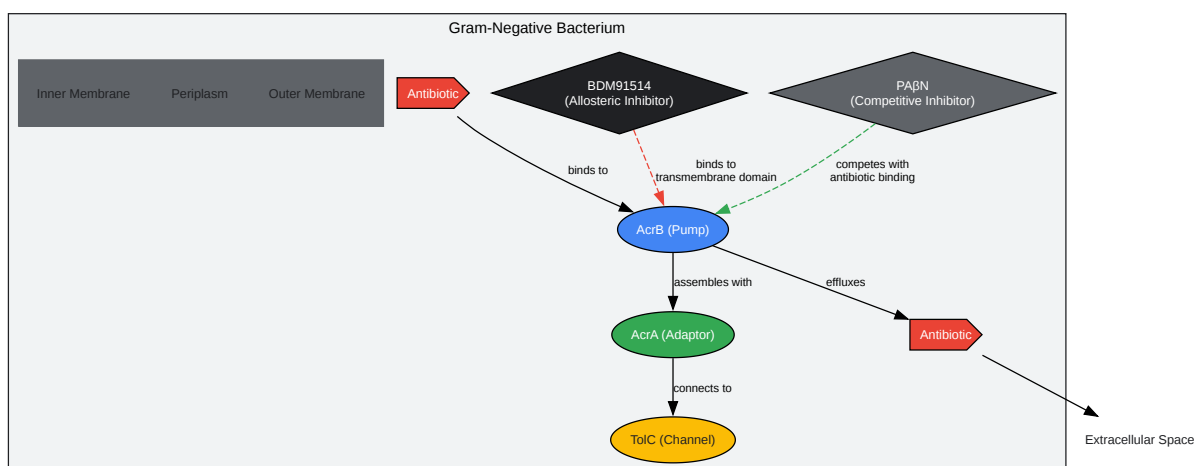 Gram-Negative Bacterium
Inner Membrane
Periplasm
Outer Membrane
Antibiotic
BDM91514
(Allosteric Inhibitor)
PAβN
(Competitive Inhibitor)
binds to
binds to
transmembrane domain
competes with
antibiotic binding
AcrB (Pump)
assembles with
effluxes
AcrA (Adaptor)
Antibiotic
connects to
TolC (Channel)
Extracellular Space